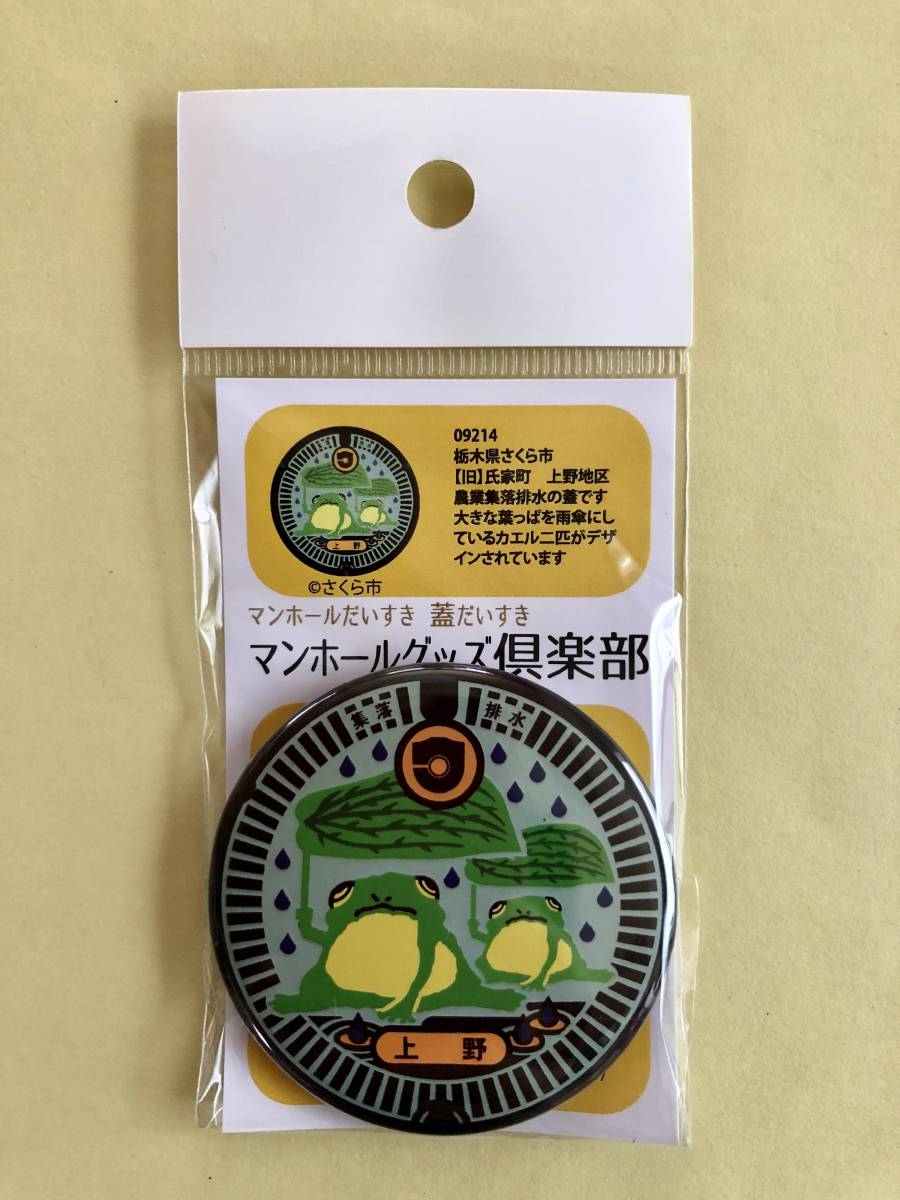 09214
栃木県さくら市
【旧】氏家町　上野地区
農業集落排水の蓋です
大きな葉っぱを雨傘にし
ているカエル二匹がデザ
インされています
上 野
©さくら市
マンホールだいすき 蓋だいすき
マンホールグッズ倶楽部
集落 排水
上 野